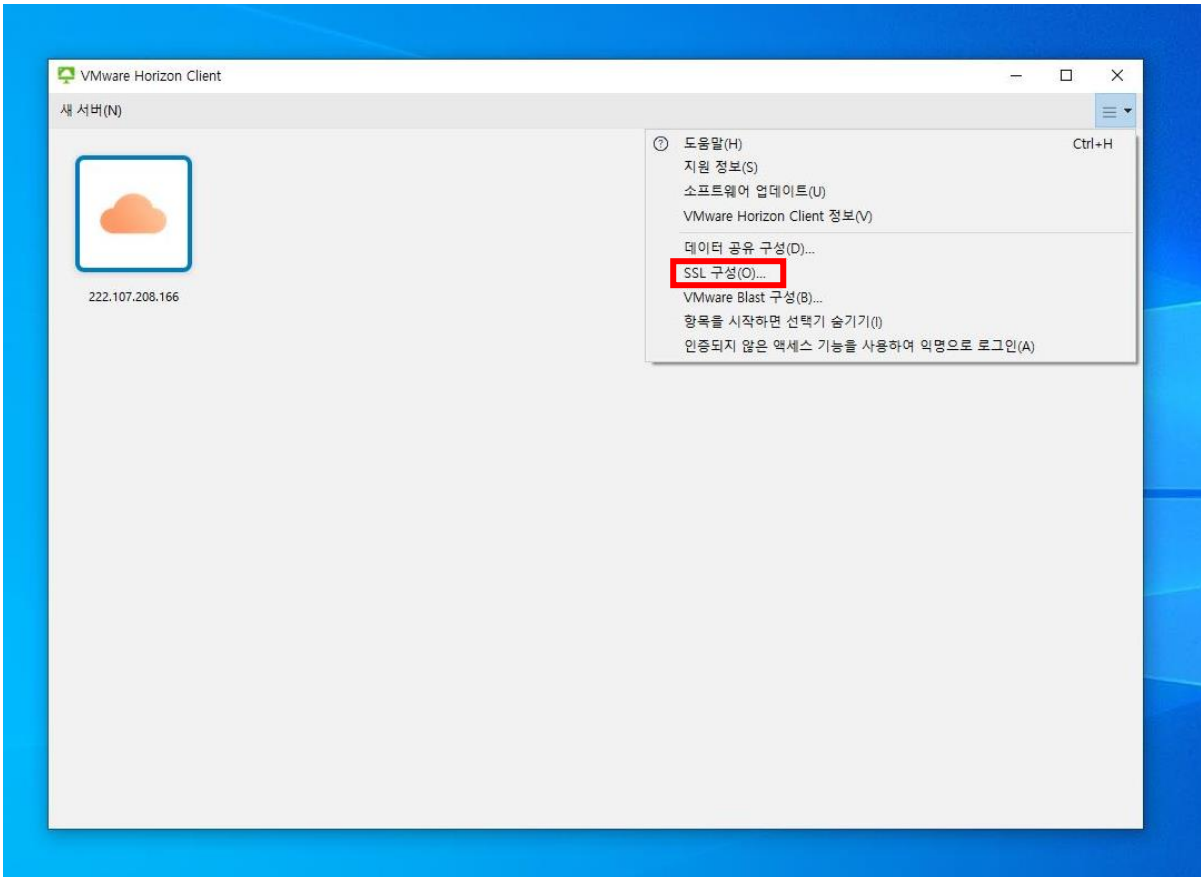 VMware Horizon Client
새 서버(N)
도움말(H) Ctrl+H
지원 정보(S)
소프트웨어 업데이트(U)
VMware Horizon Client 정보(V)
데이터 공유 구성(D)...
SSL 구성(O)...
VMware Blast 구성(B)...
항목을 시작하면 선택기 숨기기(I)
인증되지 않은 액세스 기능을 사용하여 익명으로 로그인(A)
222.107.208.166